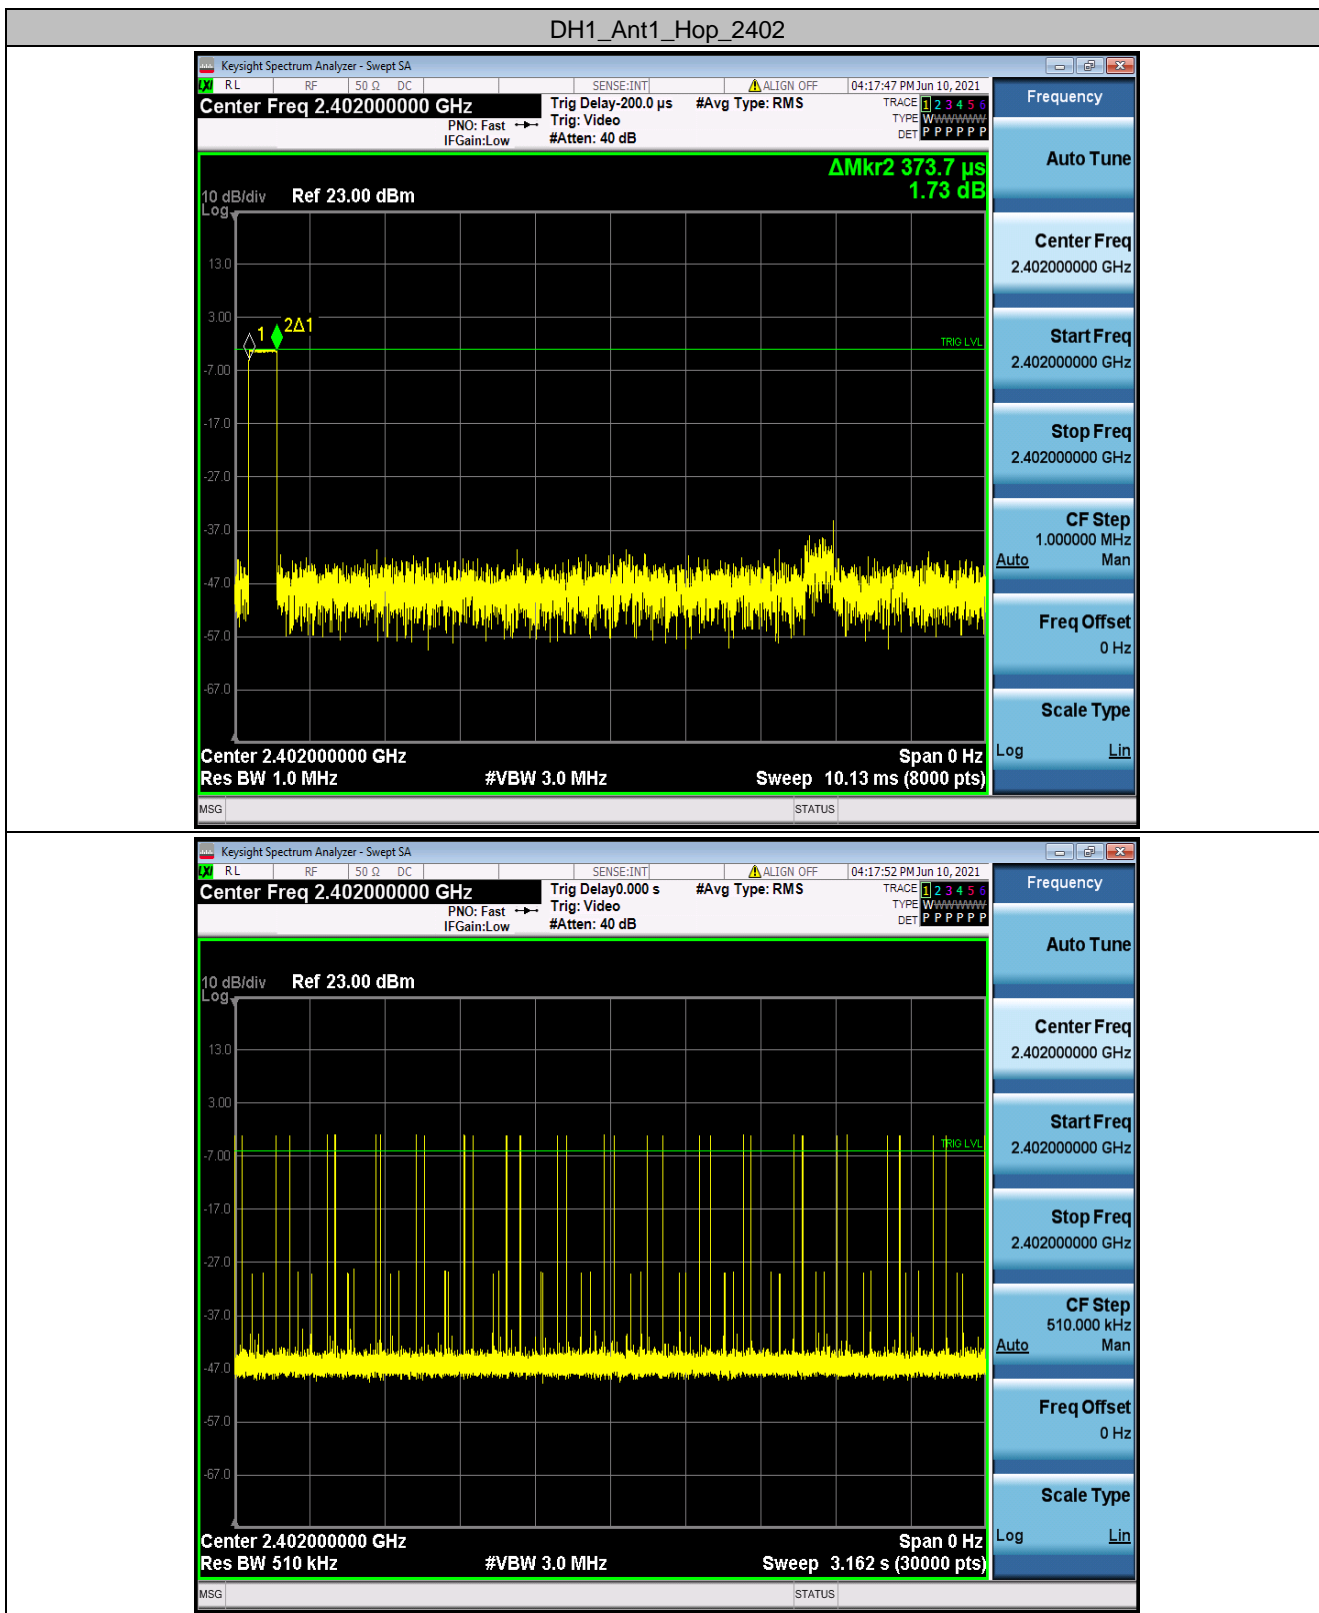 DH1_Ant1_Hop_2402
Keysight Spectrum Analyzer - Swept SA
LXI RL RF 50 Ω DC SENSE:INT ALIGN OFF 04:17:47 PM Jun 10, 2021
Center Freq 2.402000000 GHz
PNO: Fast
IFGain:Low
Trig Delay-200.0 µs
Trig: Video
#Atten: 40 dB
#Avg Type: RMS
TRACE 1 2 3 4 5 6
TYPE WWWWWW
DET P P P P P P
ΔMkr2 373.7 µs
1.73 dB
10 dB/div Ref 23.00 dBm
Log
13.0
3.00
-7.00
-17.0
-27.0
-37.0
-47.0
-57.0
-67.0
1 2Δ1
TRIG LVL
Center 2.402000000 GHz Span 0 Hz
Res BW 1.0 MHz #VBW 3.0 MHz Sweep 10.13 ms (8000 pts)
MSG STATUS
Frequency
Auto Tune
Center Freq
2.402000000 GHz
Start Freq
2.402000000 GHz
Stop Freq
2.402000000 GHz
CF Step
1.000000 MHz
Auto Man
Freq Offset
0 Hz
Scale Type
Log Lin
Keysight Spectrum Analyzer - Swept SA
LXI RL RF 50 Ω DC SENSE:INT ALIGN OFF 04:17:52 PM Jun 10, 2021
Center Freq 2.402000000 GHz
PNO: Fast
IFGain:Low
Trig Delay0.000 s
Trig: Video
#Atten: 40 dB
#Avg Type: RMS
TRACE 1 2 3 4 5 6
TYPE WWWWWW
DET P P P P P P
10 dB/div Ref 23.00 dBm
Log
13.0
3.00
-7.00
-17.0
-27.0
-37.0
-47.0
-57.0
-67.0
TRIG LVL
Center 2.402000000 GHz Span 0 Hz
Res BW 510 kHz #VBW 3.0 MHz Sweep 3.162 s (30000 pts)
MSG STATUS
Frequency
Auto Tune
Center Freq
2.402000000 GHz
Start Freq
2.402000000 GHz
Stop Freq
2.402000000 GHz
CF Step
510.000 kHz
Auto Man
Freq Offset
0 Hz
Scale Type
Log Lin